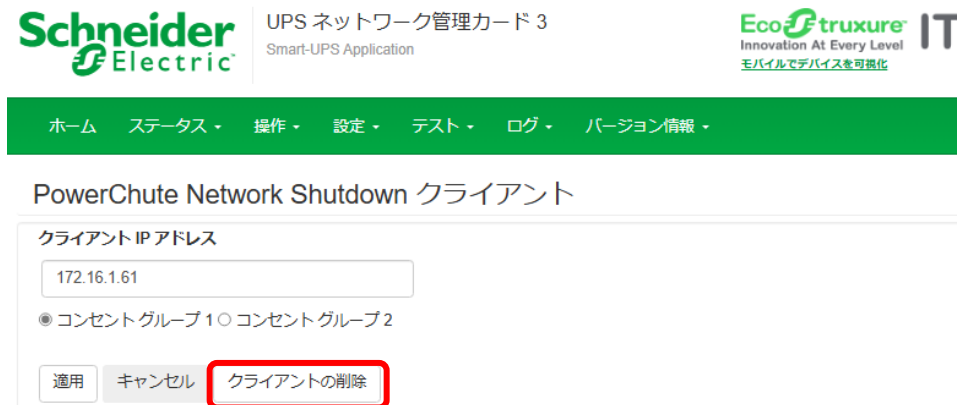 Schneider Electric
UPS ネットワーク管理カード 3
Smart-UPS Application
EcoStruxure IT
Innovation At Every Level
モバイルでデバイスを可視化
ホーム ステータス 操作 設定 テスト ログ バージョン情報
PowerChute Network Shutdown クライアント
クライアント IP アドレス
172.16.1.61
コンセント グループ 1 コンセント グループ 2
適用 キャンセル クライアントの削除